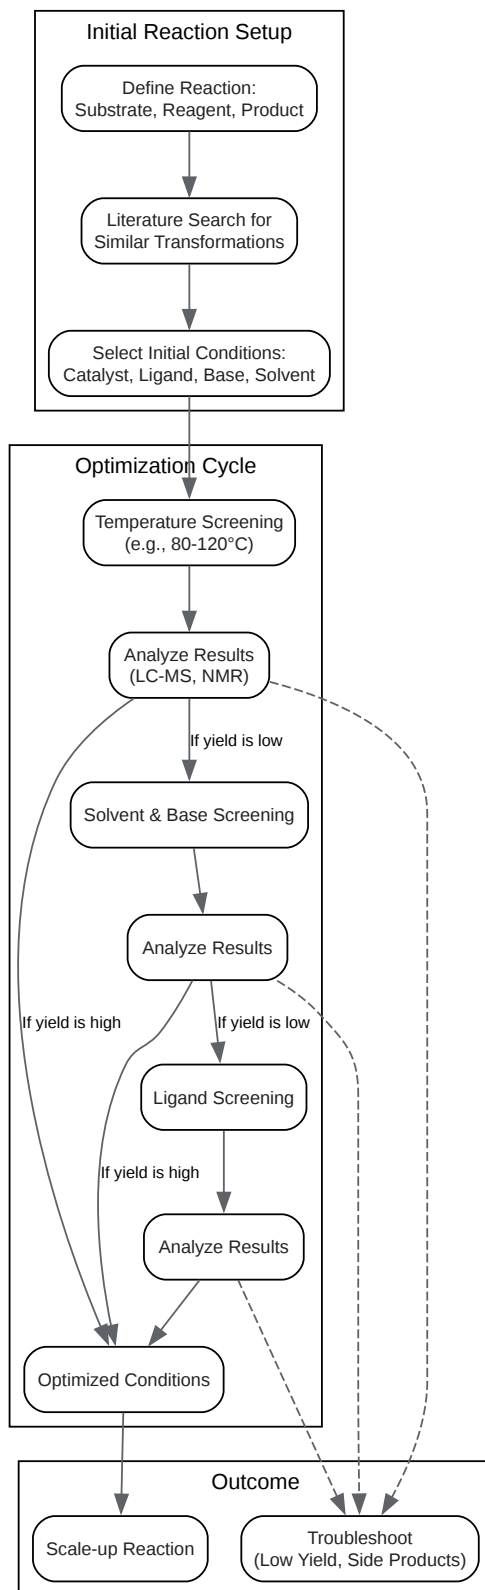 Initial Reaction Setup
Define Reaction:
Substrate, Reagent, Product
Literature Search for
Similar Transformations
Select Initial Conditions:
Catalyst, Ligand, Base, Solvent
Optimization Cycle
Temperature Screening
(e.g., 80-120°C)
Analyze Results
(LC-MS, NMR)
If yield is low
Solvent & Base Screening
Analyze Results
If yield is high
If yield is low
Ligand Screening
If yield is high
Analyze Results
Optimized Conditions
Outcome
Scale-up Reaction
Troubleshoot
(Low Yield, Side Products)